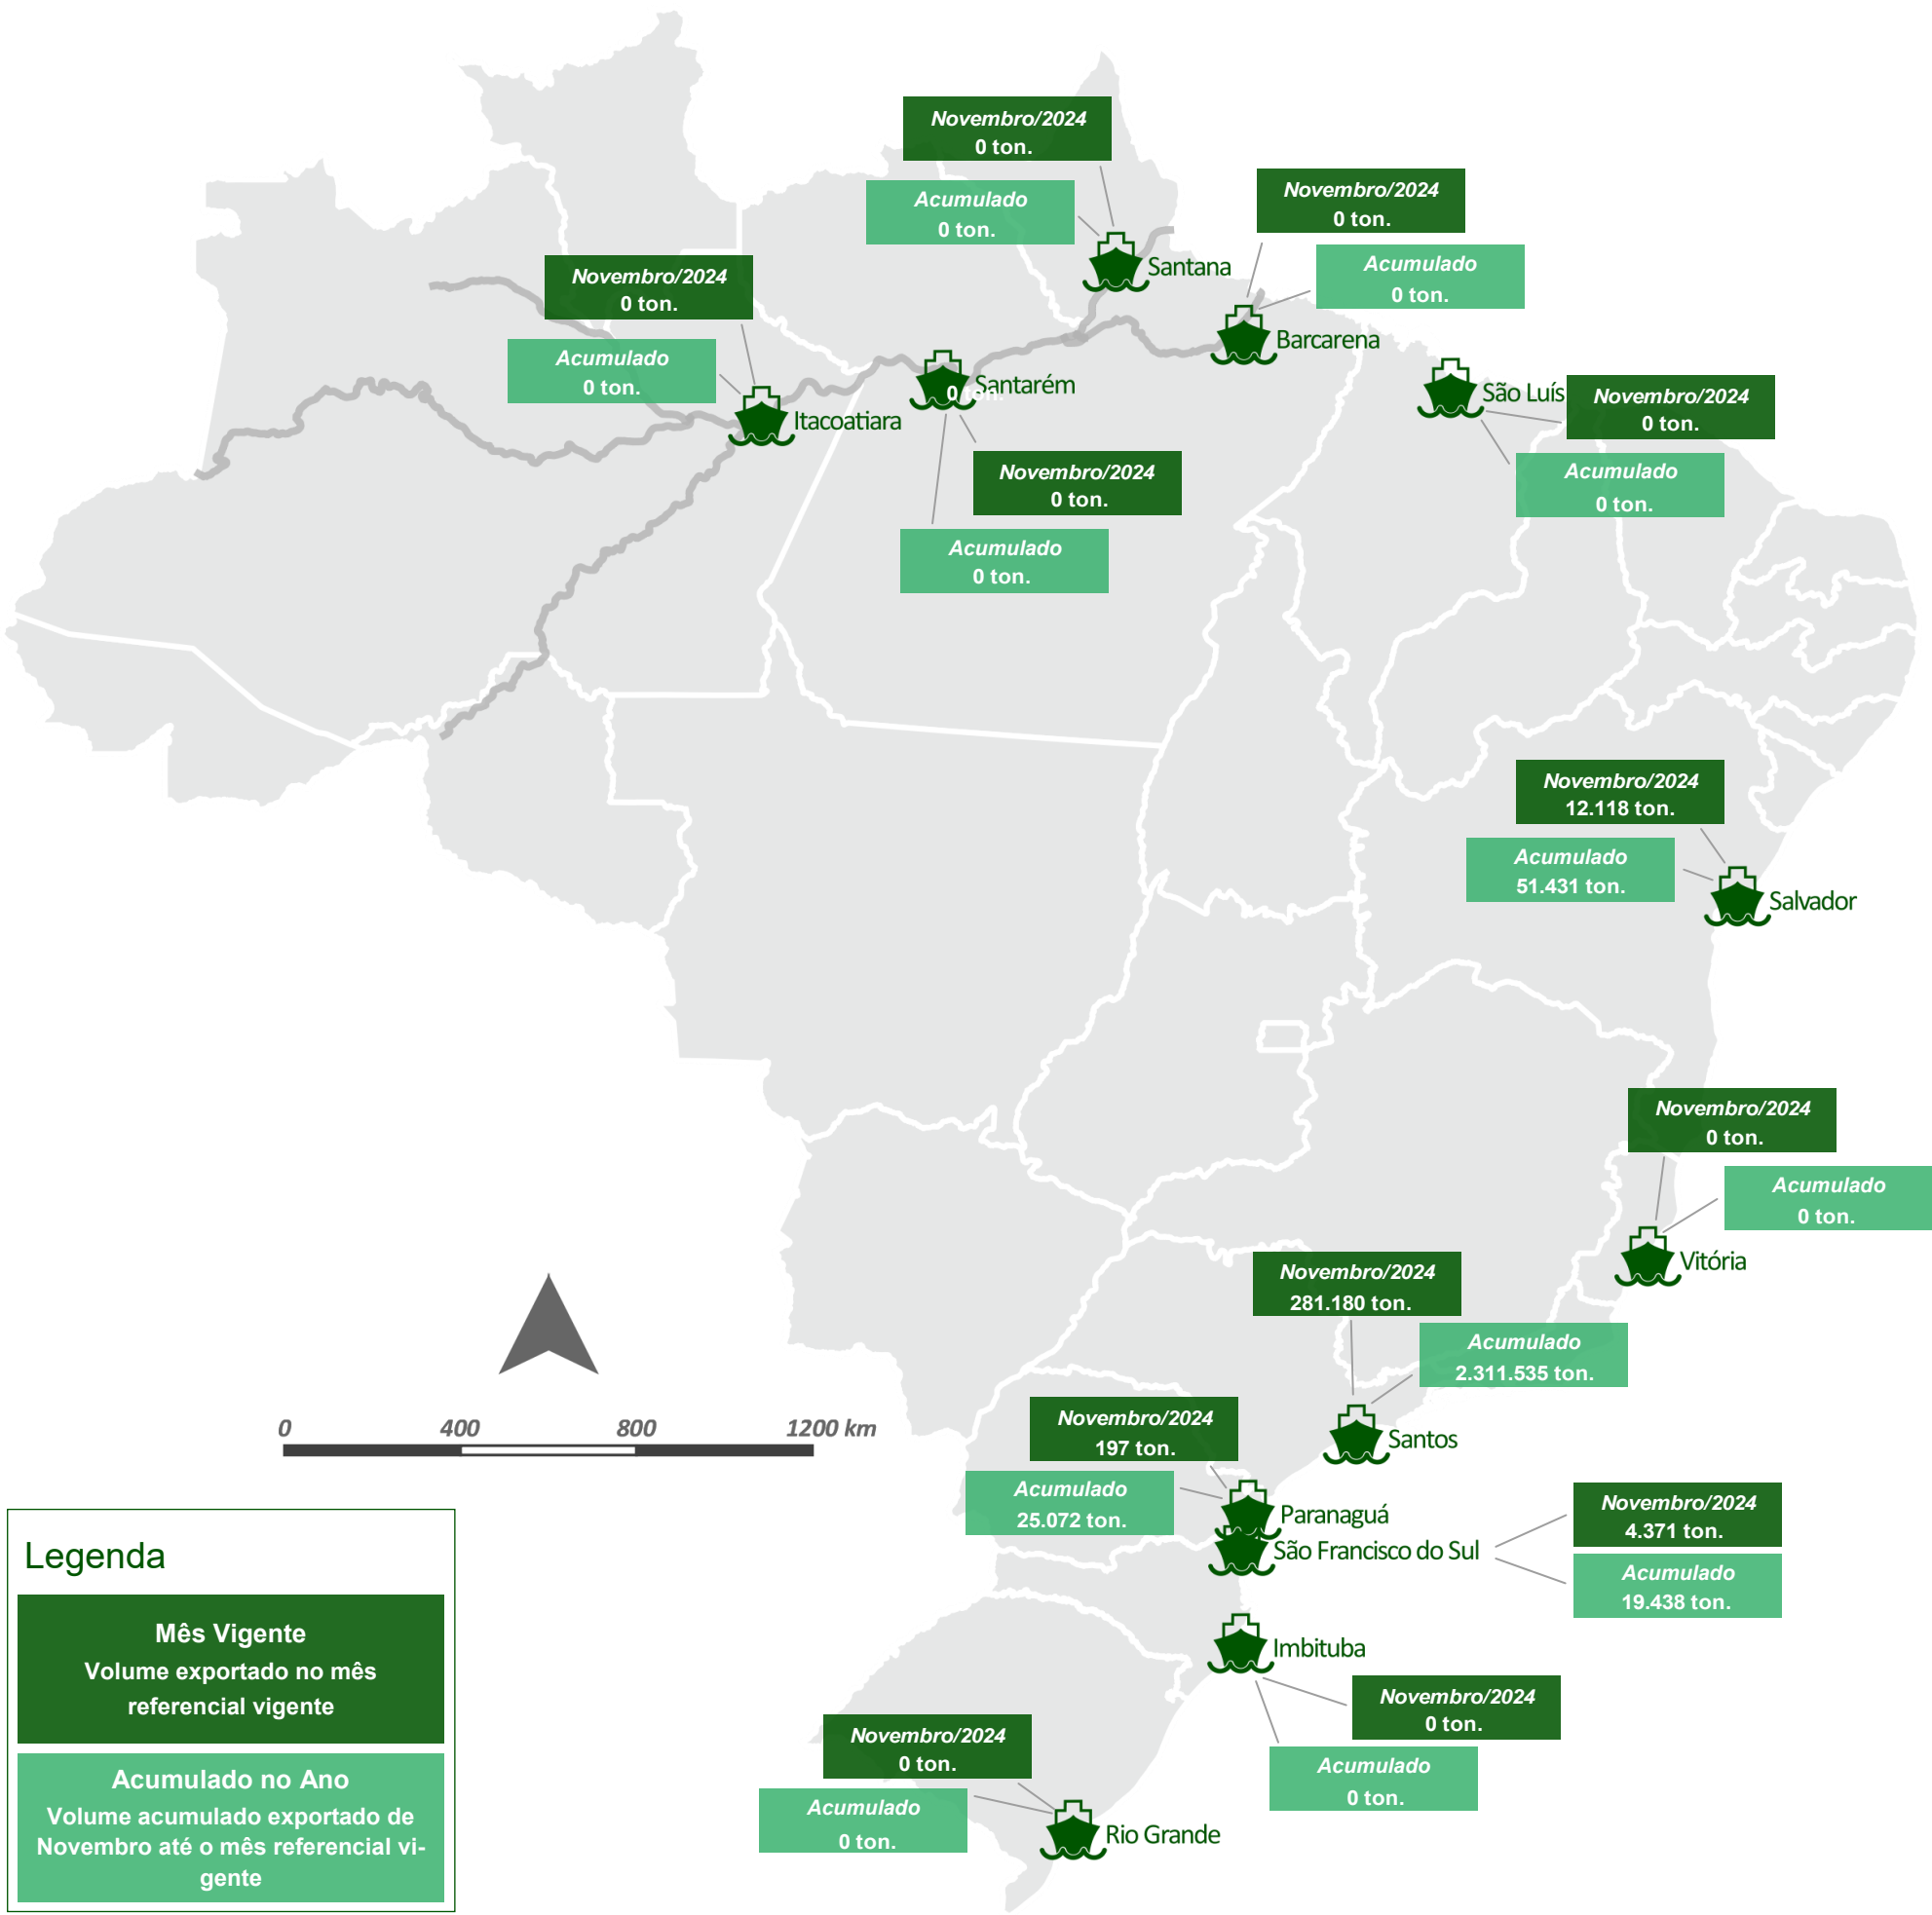 Novembro/2024
0 ton.
Acumulado
0 ton.
Santana
Novembro/2024
0 ton.
Acumulado
0 ton.
Barcarena
Novembro/2024
0 ton.
Acumulado
0 ton.
Itacoatiara
Santarém
0 ton.
Novembro/2024
0 ton.
Acumulado
0 ton.
São Luís
Novembro/2024
0 ton.
Acumulado
0 ton.
Novembro/2024
12.118 ton.
Acumulado
51.431 ton.
Salvador
Novembro/2024
0 ton.
Acumulado
0 ton.
Vitória
Novembro/2024
281.180 ton.
Acumulado
2.311.535 ton.
Santos
Novembro/2024
197 ton.
Acumulado
25.072 ton.
Paranaguá
São Francisco do Sul
Novembro/2024
4.371 ton.
Acumulado
19.438 ton.
Imbituba
Novembro/2024
0 ton.
Acumulado
0 ton.
Novembro/2024
0 ton.
Acumulado
0 ton.
Rio Grande
0 400 800 1200 km
Legenda
Mês Vigente
Volume exportado no mês
referencial vigente
Acumulado no Ano
Volume acumulado exportado de
Novembro até o mês referencial vi-
gente